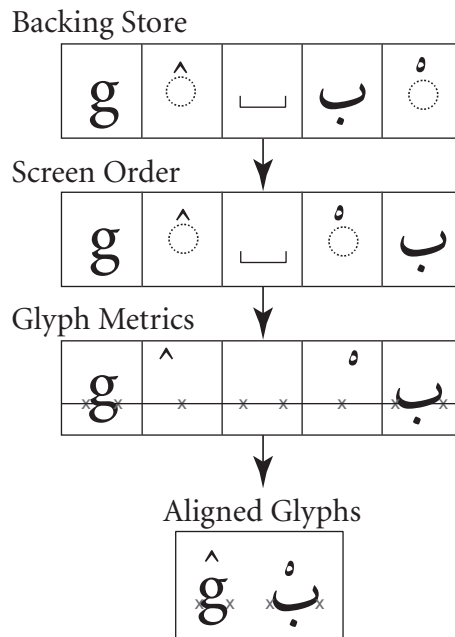 Backing Store
g ◌̂ ⎵ ب ◌ْ
Screen Order
g ◌̂ ⎵ ◌ْ ب
Glyph Metrics
g ^ ْ ب
x x x x x x x x
Aligned Glyphs
ĝ بْ
x x x x